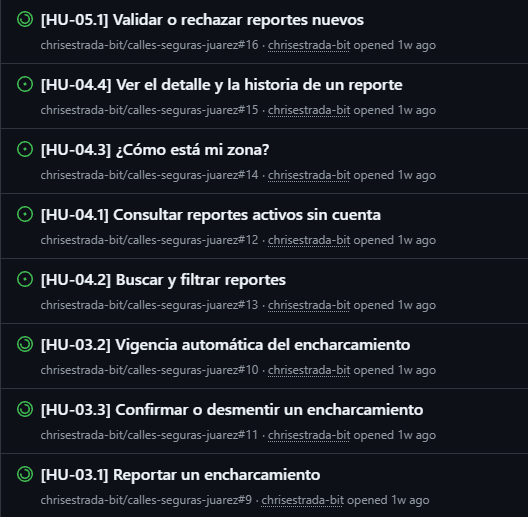 [HU-05.1] Validar o rechazar reportes nuevos
chrisestrada-bit/calles-seguras-juarez#16 · chrisestrada-bit opened 1w ago
[HU-04.4] Ver el detalle y la historia de un reporte
chrisestrada-bit/calles-seguras-juarez#15 · chrisestrada-bit opened 1w ago
[HU-04.3] ¿Cómo está mi zona?
chrisestrada-bit/calles-seguras-juarez#14 · chrisestrada-bit opened 1w ago
[HU-04.1] Consultar reportes activos sin cuenta
chrisestrada-bit/calles-seguras-juarez#12 · chrisestrada-bit opened 1w ago
[HU-04.2] Buscar y filtrar reportes
chrisestrada-bit/calles-seguras-juarez#13 · chrisestrada-bit opened 1w ago
[HU-03.2] Vigencia automática del encharcamiento
chrisestrada-bit/calles-seguras-juarez#10 · chrisestrada-bit opened 1w ago
[HU-03.3] Confirmar o desmentir un encharcamiento
chrisestrada-bit/calles-seguras-juarez#11 · chrisestrada-bit opened 1w ago
[HU-03.1] Reportar un encharcamiento
chrisestrada-bit/calles-seguras-juarez#9 · chrisestrada-bit opened 1w ago